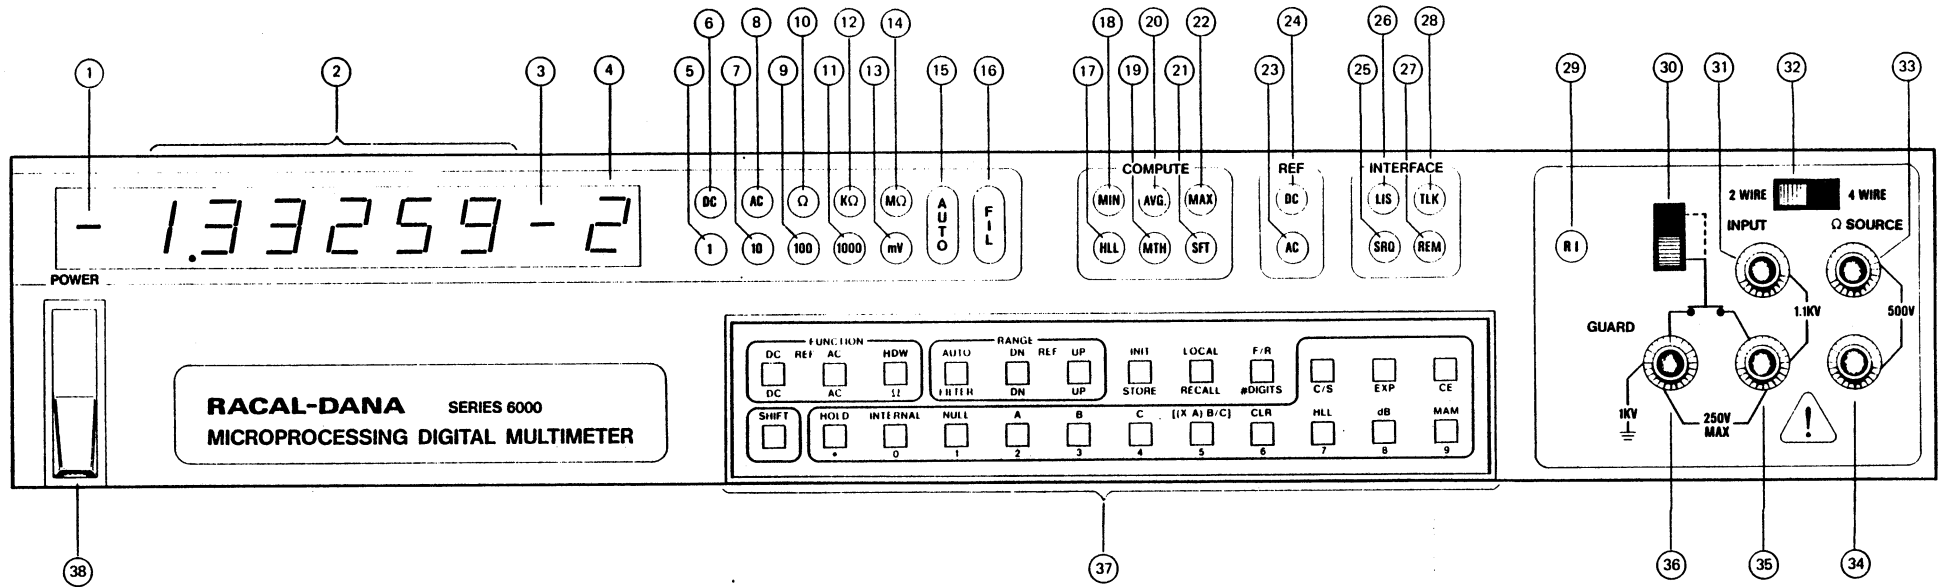 6 8 10 12 14 18 20 22 24 26 28
1 2 3 4 5 7 9 11 13 15 16 17 19 21 23 25 27 29 30 31 32 33
COMPUTE REF INTERFACE
- 1.33259 - 2
DC AC Ω KΩ MΩ AUTO FIL MIN AVG. MAX DC LIS TLK
1 10 100 1000 mV HLL MTH SFT AC SRQ REM
R I
2 WIRE 4 WIRE
INPUT Ω SOURCE
1.1KV 500V
GUARD
1KV
250V
MAX
!
POWER
RACAL-DANA SERIES 6000
MICROPROCESSING DIGITAL MULTIMETER
FUNCTION RANGE
DC REF AC HDW AUTO DN REF UP INIT LOCAL F/R
DC AC Ω FILTER DN UP STORE RECALL #DIGITS C/S EXP CE
SHIFT HOLD INTERNAL NULL A B C [(X A) B/C] CLR HLL dB MAM
• 0 1 2 3 4 5 6 7 8 9
38 37 36 35 34